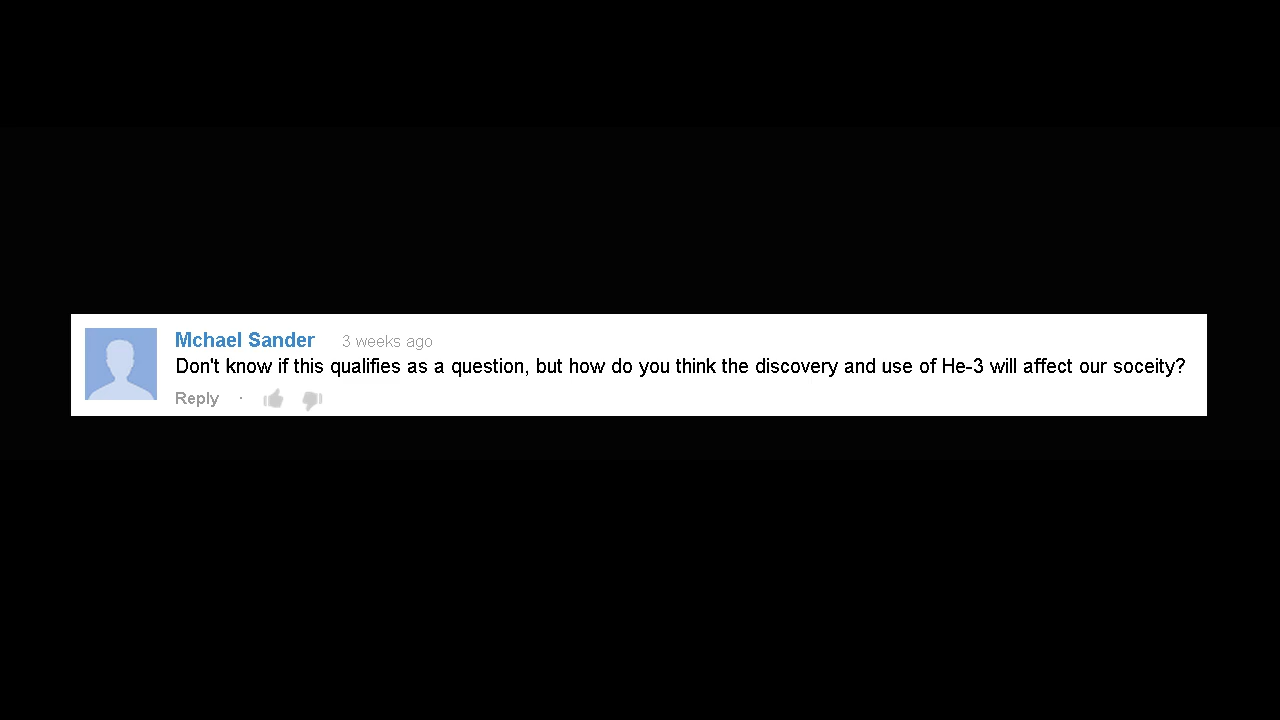 Mchael Sander 3 weeks ago
Don't know if this qualifies as a question, but how do you think the discovery and use of He-3 will affect our soceity?
Reply ·